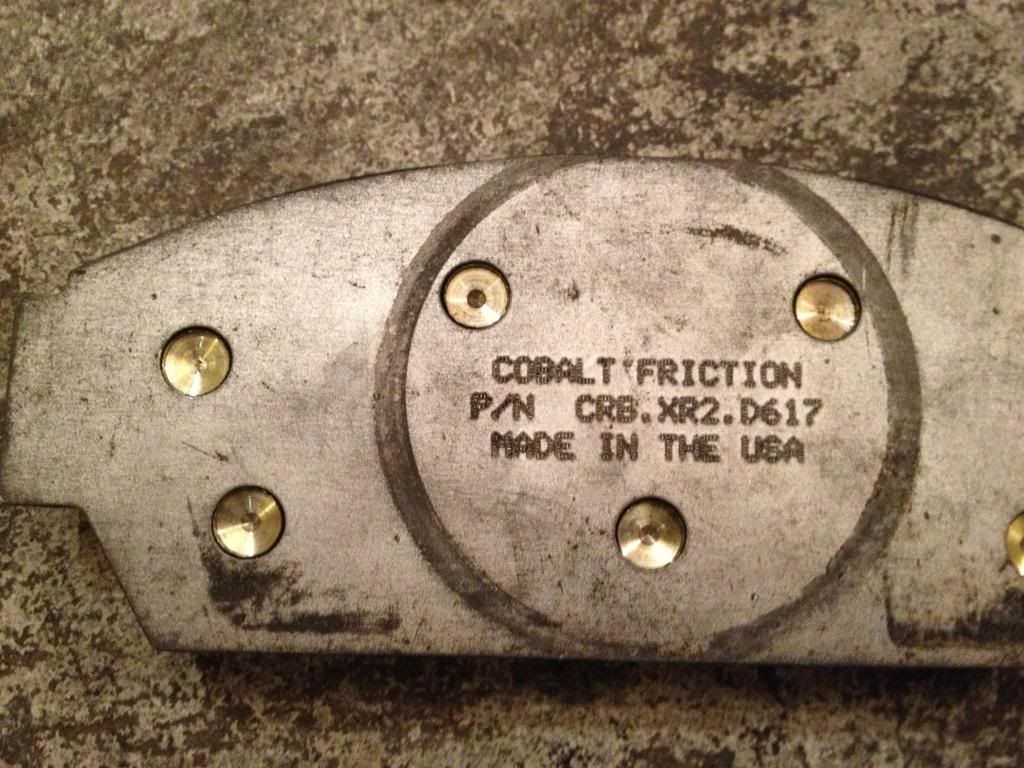 COBALT FRICTION
P/N CRB.XR2.D617
MADE IN THE USA